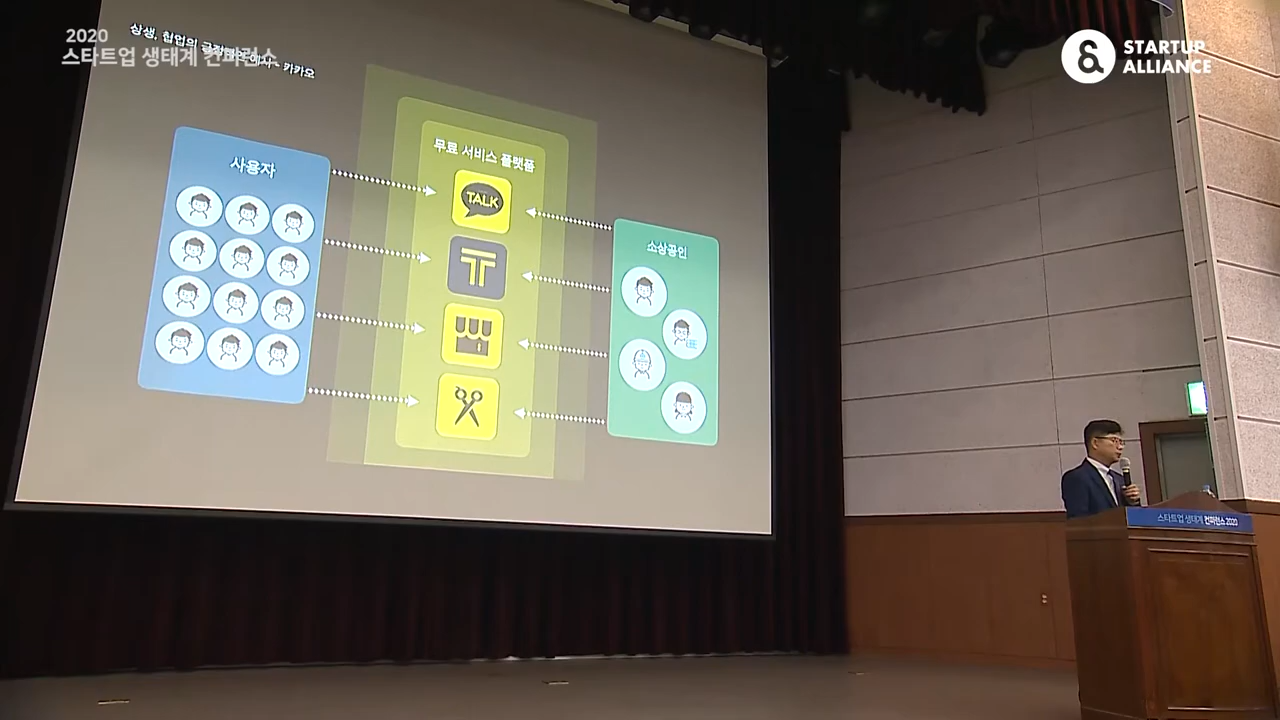 2020
스타트업 생태계 컨퍼런스
상생, 협업의
카카오
STARTUP
ALLIANCE
사용자
무료 서비스 플랫폼
TALK
소상공인
스타트업 생태계 컨퍼런스 2020